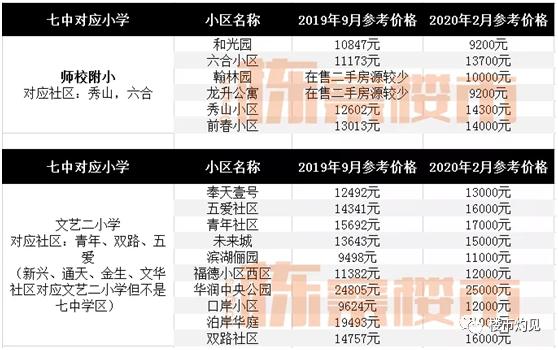 七中对应小学 小区名称 2019年9月参考价格 2020年2月参考价格
师校附小
对应社区：秀山，六合
和光园 10847元 9200元
六合小区 11173元 13700元
翰林园 在售二手房源较少 10000元
龙升公寓 在售二手房源较少 9200元
秀山小区 12602元 14300元
前春小区 13013元 14000元
七中对应小学 小区名称 2019年9月参考价格 2020年2月参考价格
文艺二小学
对应社区：青年、双路、五
爱
（新兴、通天、金生、文华
社区对应文艺二小学但不是
七中学区）
奉天壹号 12492元 13000元
五爱社区 14341元 16000元
青年社区 15692元 17000元
未来城 13643元 15000元
滨湖俪园 9498元 11000元
福德小区西区 11382元 12000元
华润中央公园 24805元 25000元
口岸小区 9624元 12000元
泊岸华庭 19493元
双路社区 14757元 16000元
楼市灼见